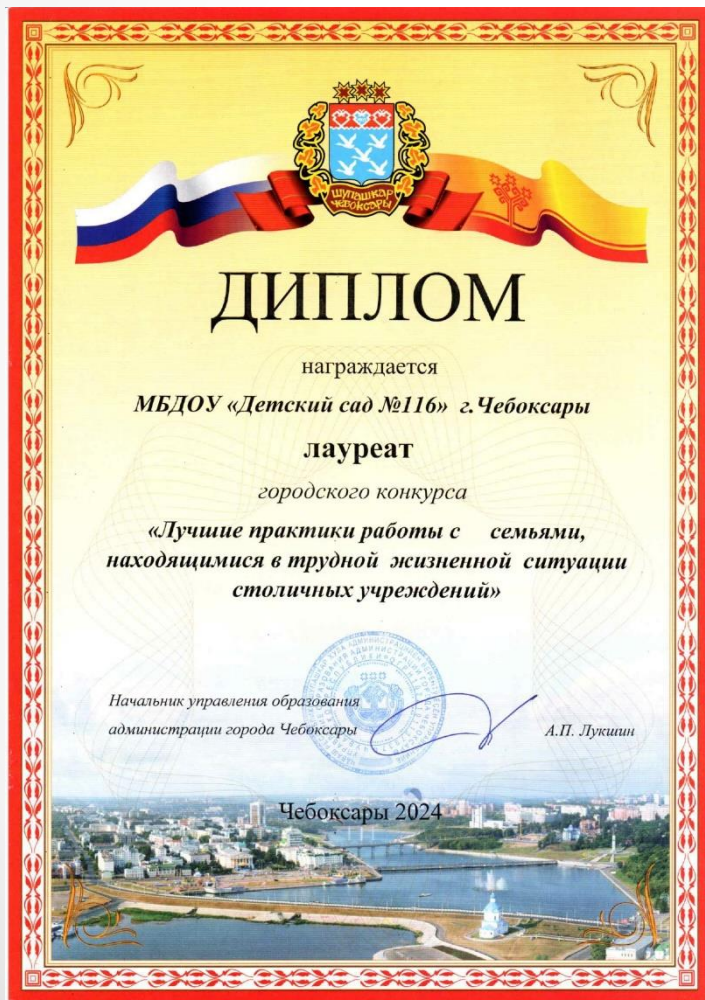 ШУПАШКАР
ЧЕБОКСАРЫ
ДИПЛОМ
награждается
МБДОУ «Детский сад №116» г.Чебоксары
лауреат
городского конкурса
«Лучшие практики работы с семьями,
находящимися в трудной жизненной ситуации
столичных учреждений»
Начальник управления образования
администрации города Чебоксары
А.П. Лукшин
Чебоксары 2024